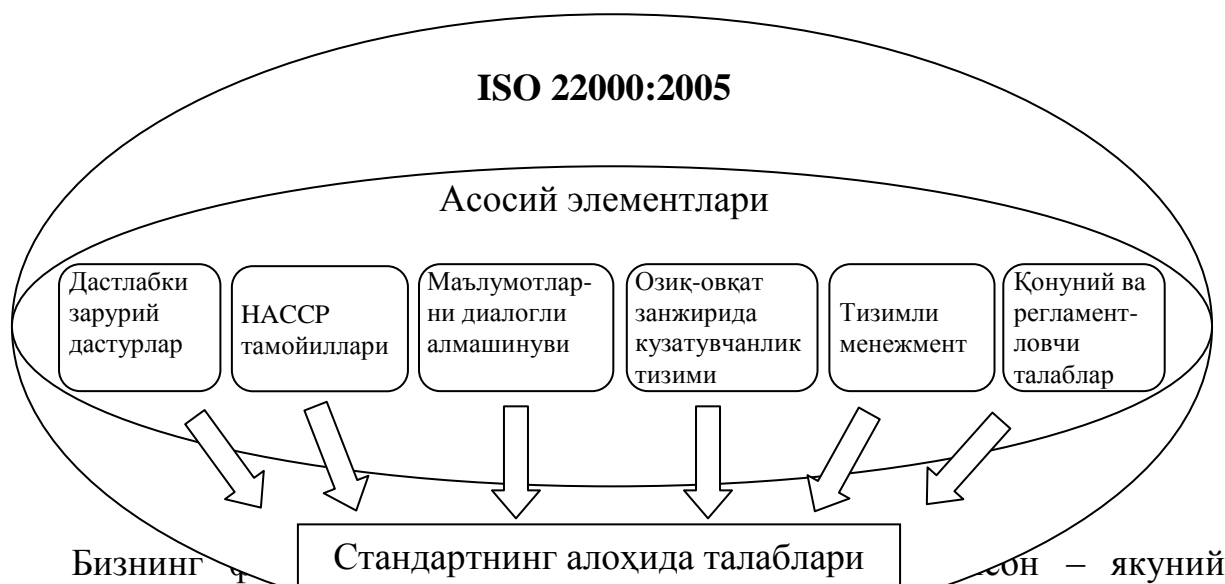 ISO 22000:2005
Асосий элементлари
Дастлабки
зарурий
дастурлар
НАССР
тамойиллари
Маълумотлар-
ни диалогли
алмашинуви
Озиқ-овқат
занжирида
кузатувчанлик
тизими
Тизимли
менежмент
Қонуний ва
регламент-
ловчи
талаблар
Стандартнинг алоҳида талаблари
Бизнинг – якуний